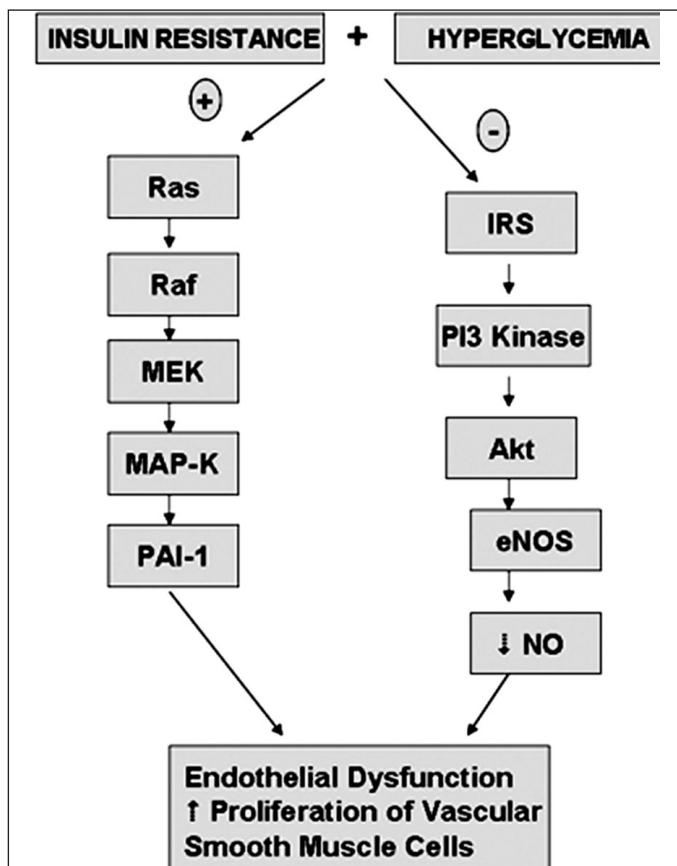 INSULIN RESISTANCE + HYPERGLYCEMIA
+
-
Ras
IRS
Raf
PI3 Kinase
MEK
Akt
MAP-K
eNOS
PAI-1
⇣ NO
Endothelial Dysfunction
↑ Proliferation of Vascular
Smooth Muscle Cells